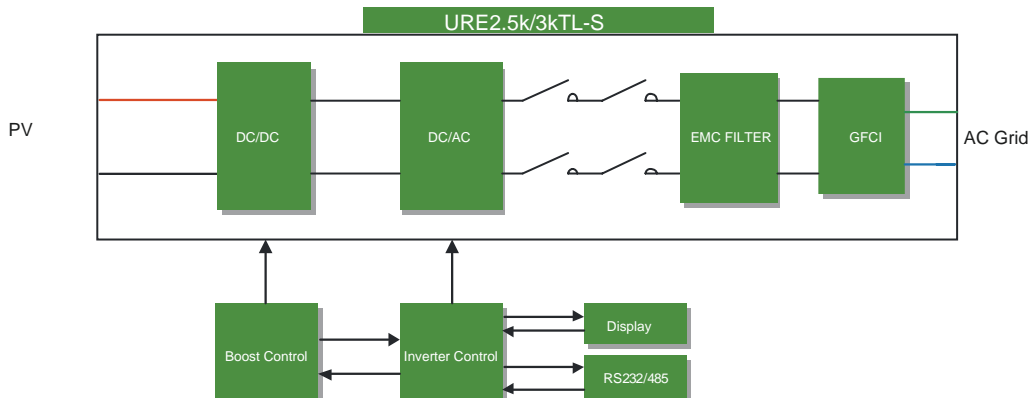 URE2.5k/3kTL-S
PV
DC/DC
DC/AC
EMC FILTER
GFCI
AC Grid
Boost Control
Inverter Control
Display
RS232/485